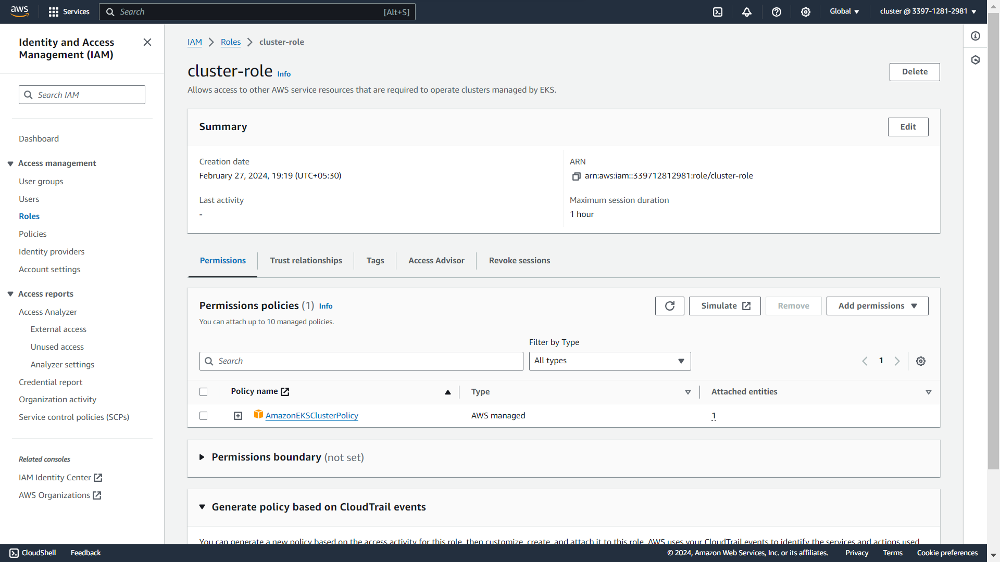 aws
Services
Search
[Alt+S]
Global
cluster @ 3397-1281-2981
Identity and Access
Management (IAM)
Search IAM
Dashboard
Access management
User groups
Users
Roles
Policies
Identity providers
Account settings
Access reports
Access Analyzer
External access
Unused access
Analyzer settings
Credential report
Organization activity
Service control policies (SCPs)
Related consoles
IAM Identity Center
AWS Organizations
IAM
Roles
cluster-role
cluster-role Info
Delete
Allows access to other AWS service resources that are required to operate clusters managed by EKS.
Summary
Edit
Creation date
February 27, 2024, 19:19 (UTC+05:30)
ARN
arn:aws:iam::339712812981:role/cluster-role
Last activity
-
Maximum session duration
1 hour
Permissions
Trust relationships
Tags
Access Advisor
Revoke sessions
Permissions policies (1) Info
You can attach up to 10 managed policies.
Simulate
Remove
Add permissions
Filter by Type
Search
All types
1
Policy name
Type
Attached entities
AmazonEKSClusterPolicy
AWS managed
1
Permissions boundary (not set)
Generate policy based on CloudTrail events
You can generate a new policy based on the access activity for this role, then customize, create, and attach it to this role. AWS uses your CloudTrail events to identify the services and actions used
CloudShell
Feedback
© 2024, Amazon Web Services, Inc. or its affiliates.
Privacy
Terms
Cookie preferences